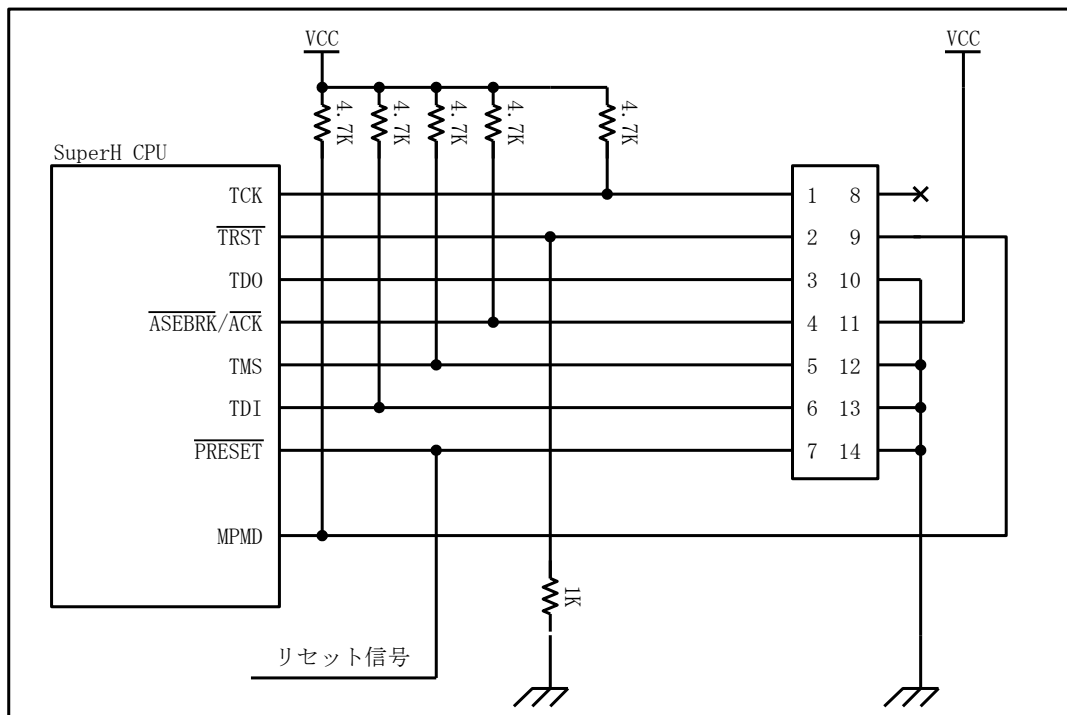 VCC
VCC
4.7K
4.7K
4.7K
4.7K
4.7K
SuperH CPU
TCK
TRST
TDO
ASEBRK/ACK
TMS
TDI
PRESET
MPMD
1 8
2 9
3 10
4 11
5 12
6 13
7 14
1K
リセット信号